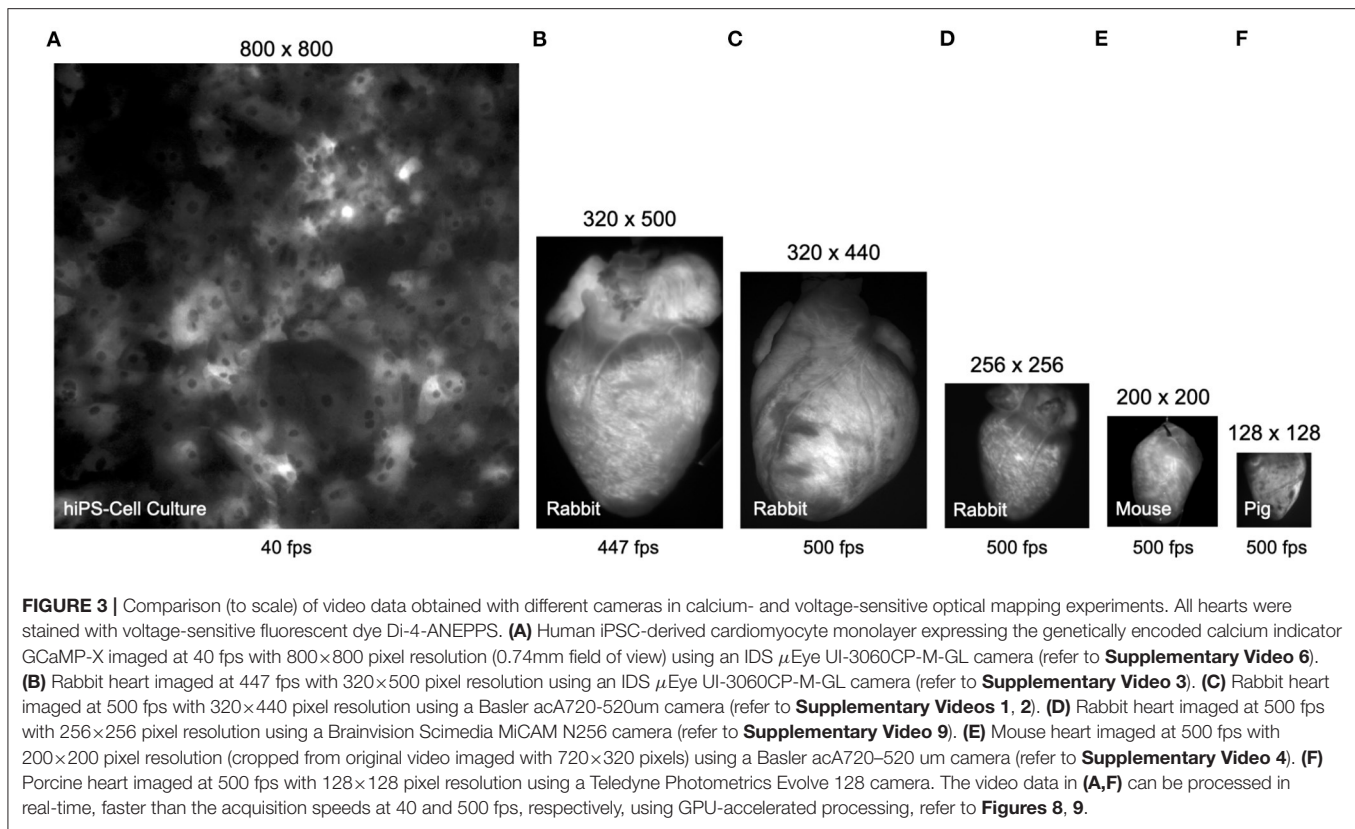 A
B
C
D
E
F
800 x 800
320 x 500
320 x 440
256 x 256
200 x 200
128 x 128
hiPS-Cell Culture
Rabbit
Rabbit
Rabbit
Mouse
Pig
40 fps
447 fps
500 fps
500 fps
500 fps
500 fps
FIGURE 3 | Comparison (to scale) of video data obtained with different cameras in calcium- and voltage-sensitive optical mapping experiments. All hearts were
stained with voltage-sensitive fluorescent dye Di-4-ANEPPS. (A) Human iPSC-derived cardiomyocyte monolayer expressing the genetically encoded calcium indicator
GCaMP-X imaged at 40 fps with 800×800 pixel resolution (0.74mm field of view) using an IDS μEye UI-3060CP-M-GL camera (refer to Supplementary Video 6).
(B) Rabbit heart imaged at 447 fps with 320×500 pixel resolution using an IDS μEye UI-3060CP-M-GL camera (refer to Supplementary Video 3). (C) Rabbit heart
imaged at 500 fps with 320×440 pixel resolution using a Basler acA720-520um camera (refer to Supplementary Videos 1, 2). (D) Rabbit heart imaged at 500 fps
with 256×256 pixel resolution using a Brainvision Scimedia MiCAM N256 camera (refer to Supplementary Video 9). (E) Mouse heart imaged at 500 fps with
200×200 pixel resolution (cropped from original video imaged with 720×320 pixels) using a Basler acA720–520 um camera (refer to Supplementary Video 4). (F)
Porcine heart imaged at 500 fps with 128×128 pixel resolution using a Teledyne Photometrics Evolve 128 camera. The video data in (A,F) can be processed in
real-time, faster than the acquisition speeds at 40 and 500 fps, respectively, using GPU-accelerated processing, refer to Figures 8, 9.